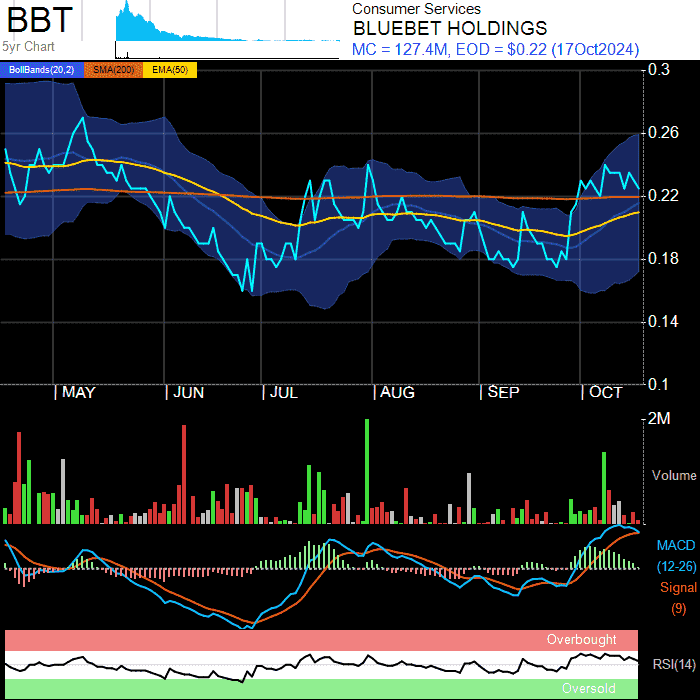 BBT
5yr Chart
Consumer Services
BLUEBET HOLDINGS
MC = 127.4M, EOD = $0.22 (17Oct2024)
BollBands(20,2) SMA(200) EMA(50)
0.3
0.26
0.22
0.18
0.14
0.1
MAY JUN JUL AUG SEP OCT
2M
Volume
MACD
(12-26)
Signal
(9)
Overbought
RSI(14)
Oversold